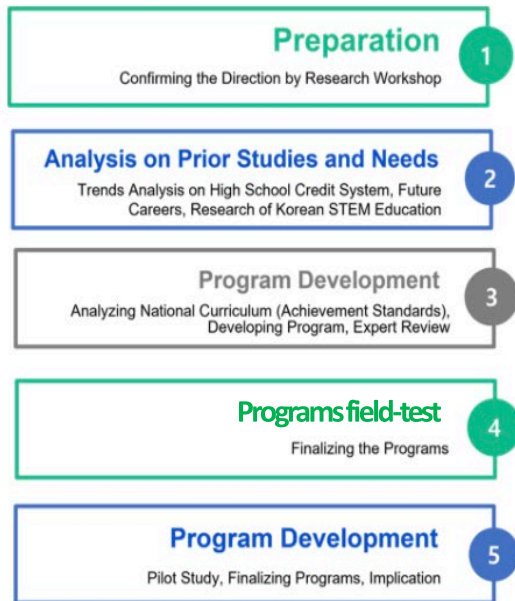 Preparation
1
Confirming the Direction by Research Workshop
Analysis on Prior Studies and Needs
2
Trends Analysis on High School Credit System, Future
Careers, Research of Korean STEM Education
Program Development
3
Analyzing National Curriculum (Achievement Standards),
Developing Program, Expert Review
Programs field-test
4
Finalizing the Programs
Program Development
5
Pilot Study, Finalizing Programs, Implication